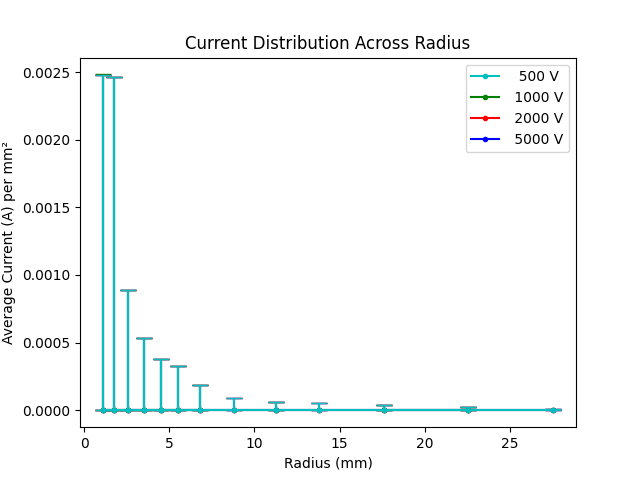 Current Distribution Across Radius
0.0025
0.0020
0.0015
0.0010
0.0005
0.0000
Average Current (A) per mm²
500 V
1000 V
2000 V
5000 V
0 5 10 15 20 25
Radius (mm)